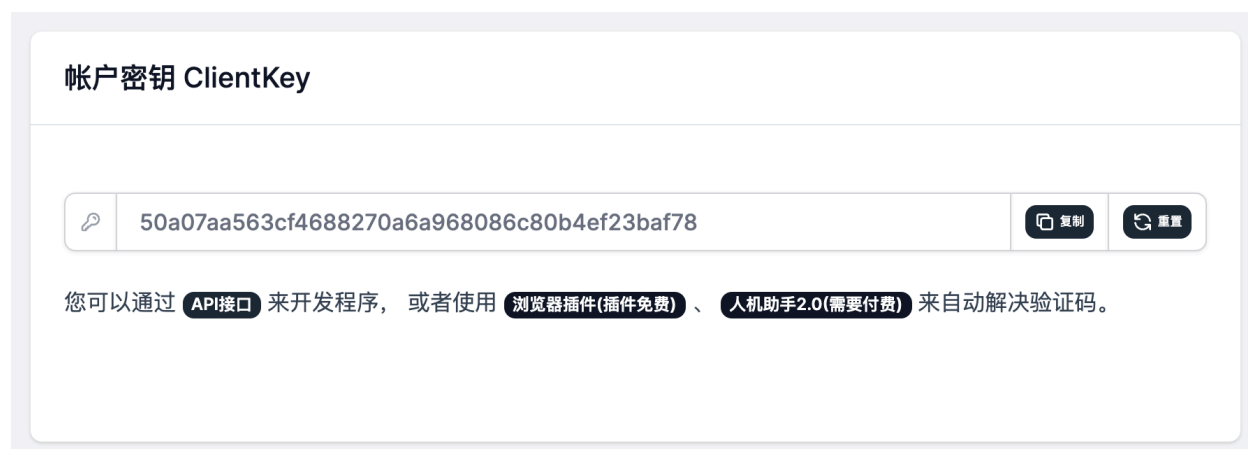 帐户密钥 ClientKey
50a07aa563cf4688270a6a968086c80b4ef23baf78 复制 重置
您可以通过 API接口 来开发程序， 或者使用 浏览器插件(插件免费) 、 人机助手2.0(需要付费) 来自动解决验证码。